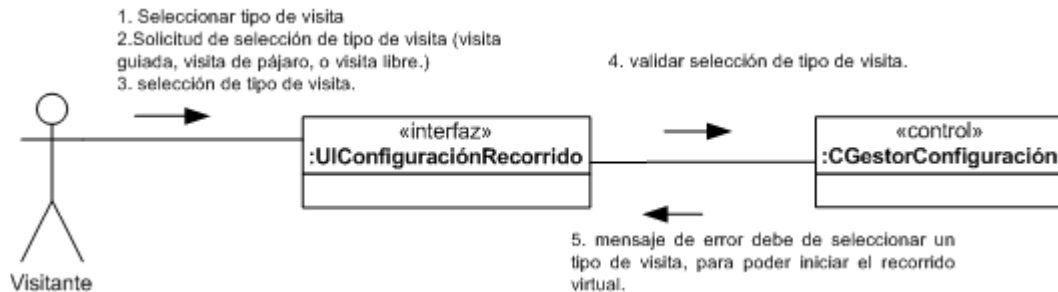 1. Seleccionar tipo de visita
2.Solicitud de selección de tipo de visita (visita
guiada, visita de pájaro, o visita libre.)
3. selección de tipo de visita.
4. validar selección de tipo de visita.
«interfaz»
:UIConfiguraciónRecorrido
«control»
:CGestorConfiguración
5. mensaje de error debe de seleccionar un
tipo de visita, para poder iniciar el recorrido
virtual.
Visitante